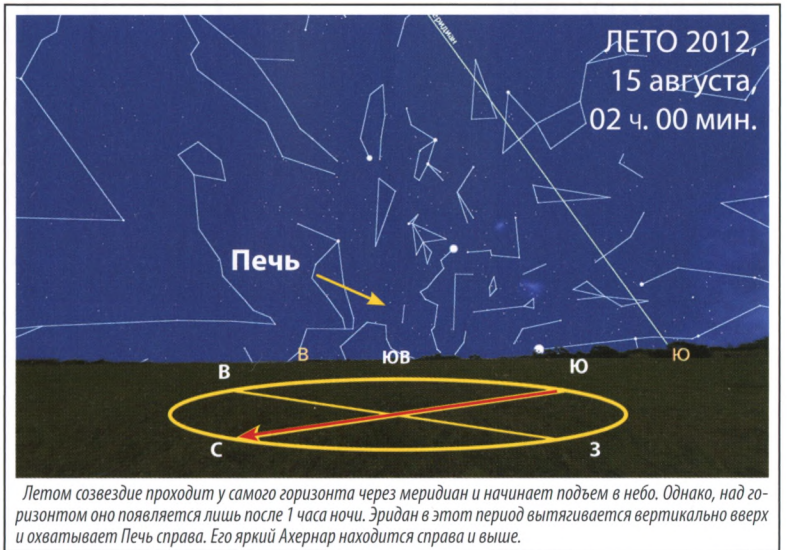 меридиан
ЛЕТО 2012,
15 августа,
02 ч. 00 мин.
Печь
В
ЮВ
Ю
В
Ю
С
З
Летом созвездие проходит у самого горизонта через меридиан и начинает подъем в небо. Однако, над го-
ризонтом оно появляется лишь после 1 часа ночи. Эридан в этот период вытягивается вертикально вверх
и охватывает Печь справа. Его яркий Ахернар находится справа и выше.